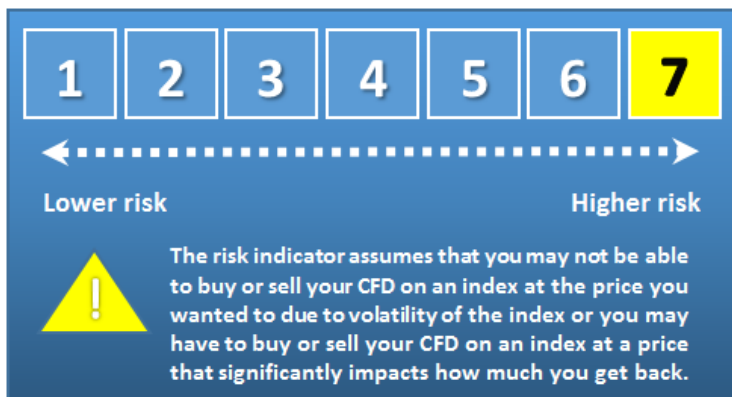 1 2 3 4 5 6 7
Lower risk Higher risk
!
The risk indicator assumes that you may not be able
to buy or sell your CFD on an index at the price you
wanted to due to volatility of the index or you may
have to buy or sell your CFD on an index at a price
that significantly impacts how much you get back.